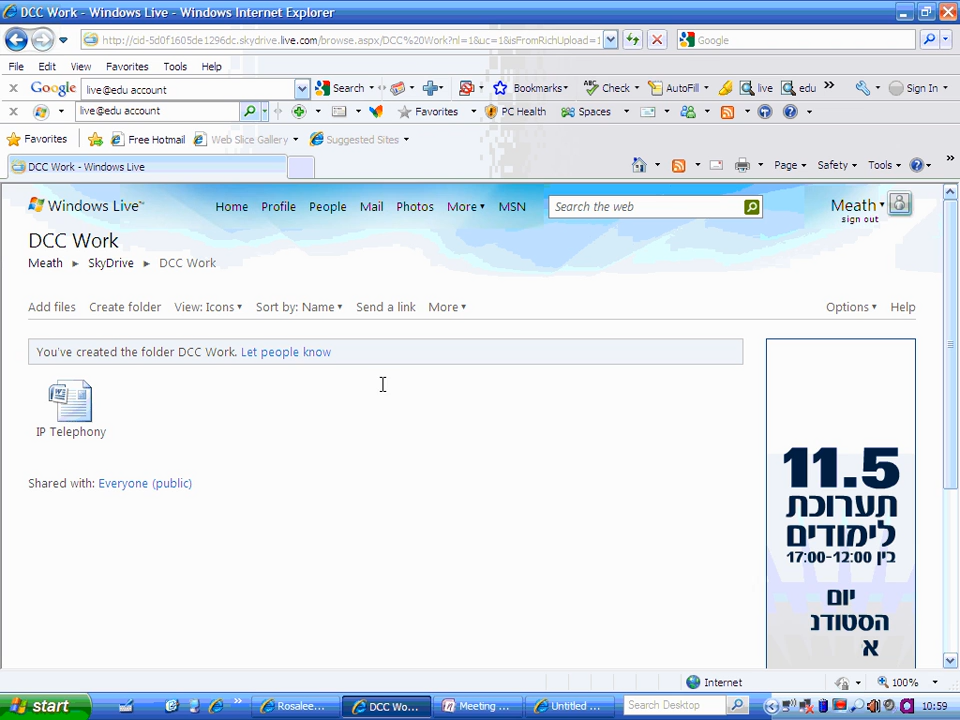 DCC Work - Windows Live - Windows Internet Explorer
http://cid-5d0f1605de1296dc.skydrive.live.com/browse.aspx/DCC%20Work?nl=1&uc=1&isFromRichUpload=1
Google
File Edit View Favorites Tools Help
x Google live@edu account Search Bookmarks Check AutoFill live edu » Sign In
x live@edu account Favorites PC Health Spaces
Favorites Free Hotmail Web Slice Gallery Suggested Sites
DCC Work - Windows Live
Page Safety Tools »
Windows Live™ Home Profile People Mail Photos More MSN Search the web Meath
sign out
DCC Work
Meath ► SkyDrive ► DCC Work
Add files Create folder View: Icons Sort by: Name Send a link More Options Help
You've created the folder DCC Work. Let people know
IP Telephony
Shared with: Everyone (public)
11.5
תערוכת
לימודים
בין 17:00-12:00
יום
הסטודנ
א
Internet 100%
start » Rosalee... DCC Wo... Meeting ... Untitled ... Search Desktop 10:59